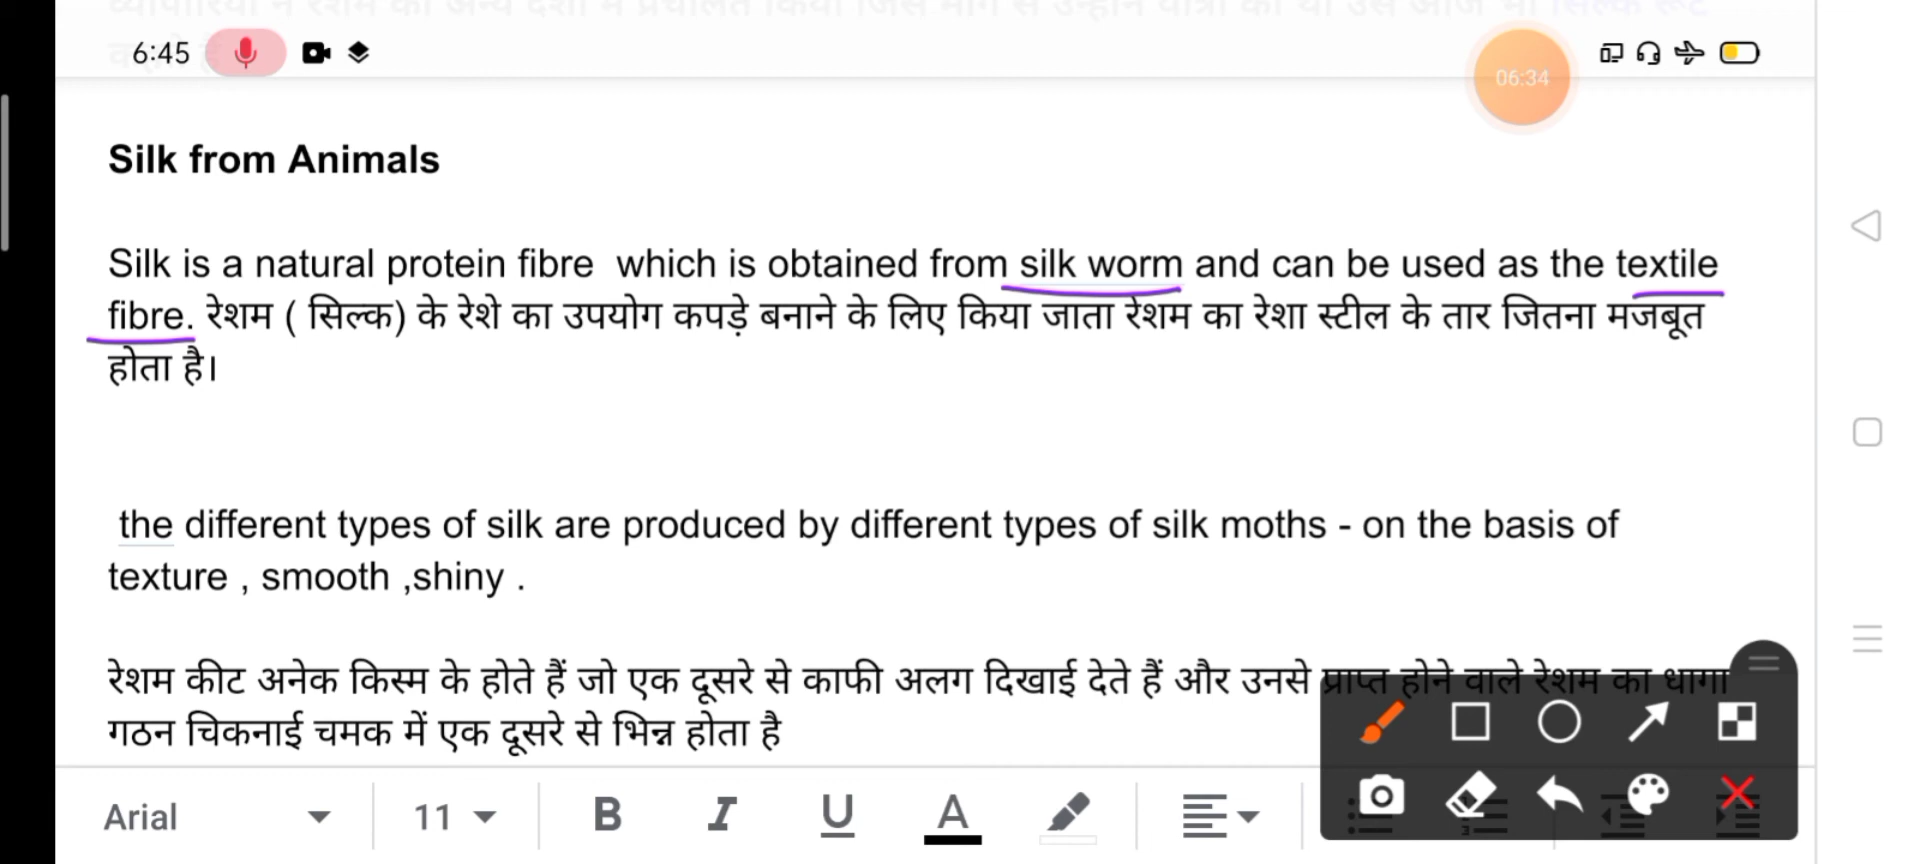 6:45
06:34
Silk from Animals
Silk is a natural protein fibre which is obtained from silk worm and can be used as the textile
fibre. रेशम ( सिल्क) के रेशे का उपयोग कपड़े बनाने के लिए किया जाता रेशम का रेशा स्टील के तार जितना मजबूत
होता है।
the different types of silk are produced by different types of silk moths - on the basis of
texture , smooth ,shiny .
रेशम कीट अनेक किस्म के होते हैं जो एक दूसरे से काफी अलग दिखाई देते हैं और उनसे प्राप्त होने वाले रेशम का धागा
गठन चिकनाई चमक में एक दूसरे से भिन्न होता है
Arial 11 B I U A